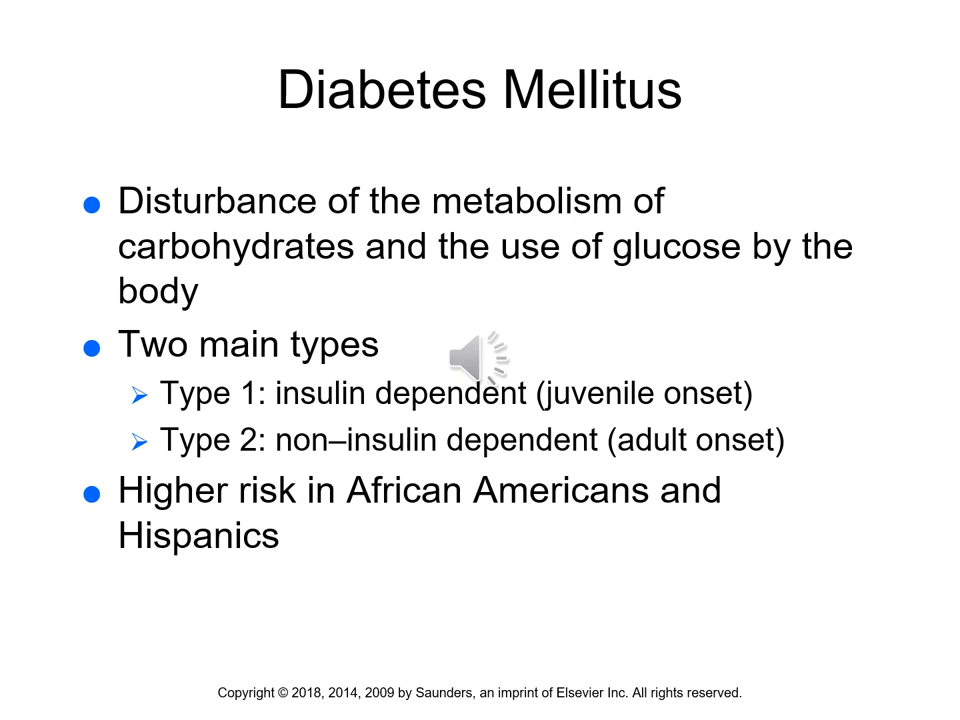 Diabetes Mellitus
● Disturbance of the metabolism of
carbohydrates and the use of glucose by the
body
● Two main types
➢ Type 1: insulin dependent (juvenile onset)
➢ Type 2: non–insulin dependent (adult onset)
● Higher risk in African Americans and
Hispanics
Copyright © 2018, 2014, 2009 by Saunders, an imprint of Elsevier Inc. All rights reserved.